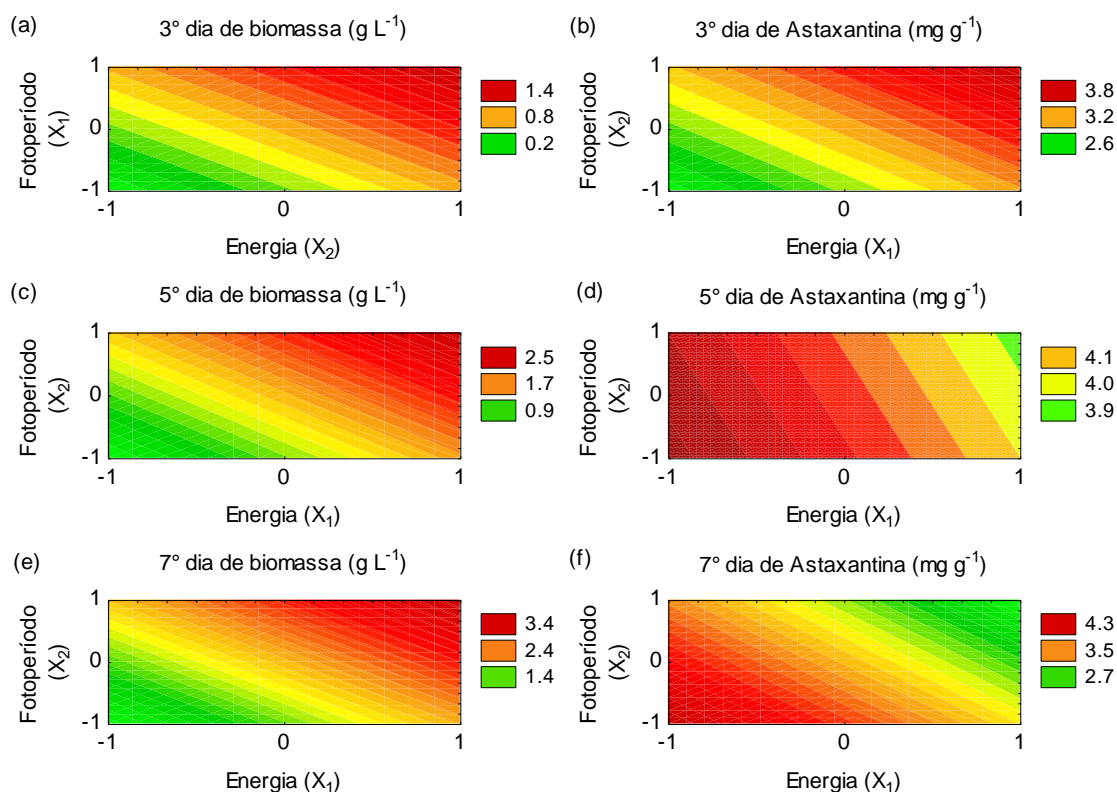 (a)
3° dia de biomassa (g L⁻¹)
Fotoperíodo
(X₁)
1
0
-1
-1 0 1
Energia (X₂)
1.4
0.8
0.2
(b)
3° dia de Astaxantina (mg g⁻¹)
Fotoperíodo
(X₂)
1
0
-1
-1 0 1
Energia (X₁)
3.8
3.2
2.6
(c)
5° dia de biomassa (g L⁻¹)
Fotoperíodo
(X₂)
1
0
-1
-1 0 1
Energia (X₁)
2.5
1.7
0.9
(d)
5° dia de Astaxantina (mg g⁻¹)
Fotoperíodo
(X₂)
1
0
-1
-1 0 1
Energia (X₁)
4.1
4.0
3.9
(e)
7° dia de biomassa (g L⁻¹)
Fotoperíodo
(X₂)
1
0
-1
-1 0 1
Energia (X₁)
3.4
2.4
1.4
(f)
7° dia de Astaxantina (mg g⁻¹)
Fotoperíodo
(X₂)
1
0
-1
-1 0 1
Energia (X₁)
4.3
3.5
2.7